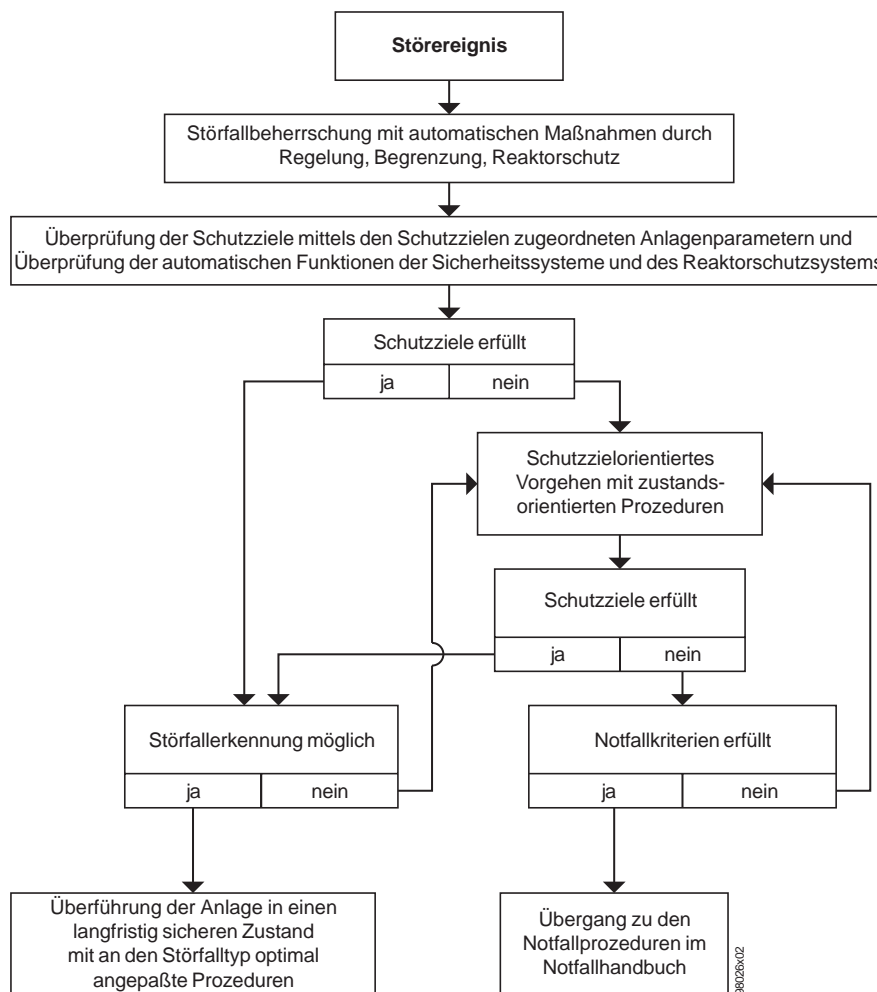 Störereignis
Störfallbeherrschung mit automatischen Maßnahmen durch
Regelung, Begrenzung, Reaktorschutz
Überprüfung der Schutzziele mittels den Schutzzielen zugeordneten Anlagenparametern und
Überprüfung der automatischen Funktionen der Sicherheitssysteme und des Reaktorschutzsystems
Schutzziele erfüllt
ja nein
Schutzzielorientiertes
Vorgehen mit zustands-
orientierten Prozeduren
Schutzziele erfüllt
ja nein
Störfallerkennung möglich
ja nein
Notfallkriterien erfüllt
ja nein
Überführung der Anlage in einen
langfristig sicheren Zustand
mit an den Störfalltyp optimal
angepaßte Prozeduren
Übergang zu den
Notfallprozeduren im
Notfallhandbuch
98026x02